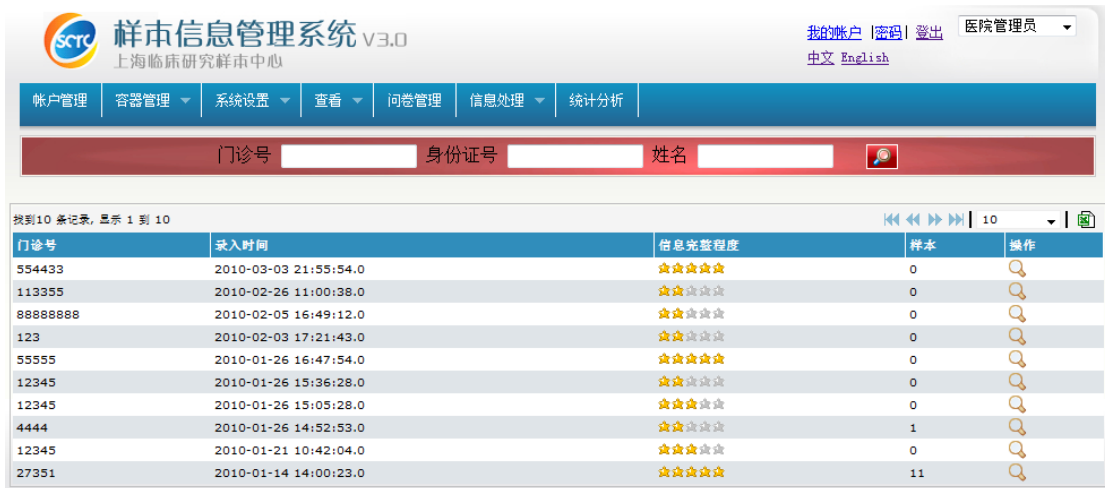 SCTC 样本信息管理系统 V3.0
上海临床研究样本中心
我的帐户 |密码| 登出 医院管理员
中文 English
帐户管理 容器管理 系统设置 查看 问卷管理 信息处理 统计分析
门诊号 身份证号 姓名
找到10 条记录, 显示 1 到 10 10
门诊号 录入时间 信息完整程度 样本 操作
554433 2010-03-03 21:55:54.0 0
113355 2010-02-26 11:00:38.0 0
88888888 2010-02-05 16:49:12.0 0
123 2010-02-03 17:21:43.0 0
55555 2010-01-26 16:47:54.0 0
12345 2010-01-26 15:36:28.0 0
12345 2010-01-26 15:05:28.0 0
4444 2010-01-26 14:52:53.0 1
12345 2010-01-21 10:42:04.0 0
27351 2010-01-14 14:00:23.0 11